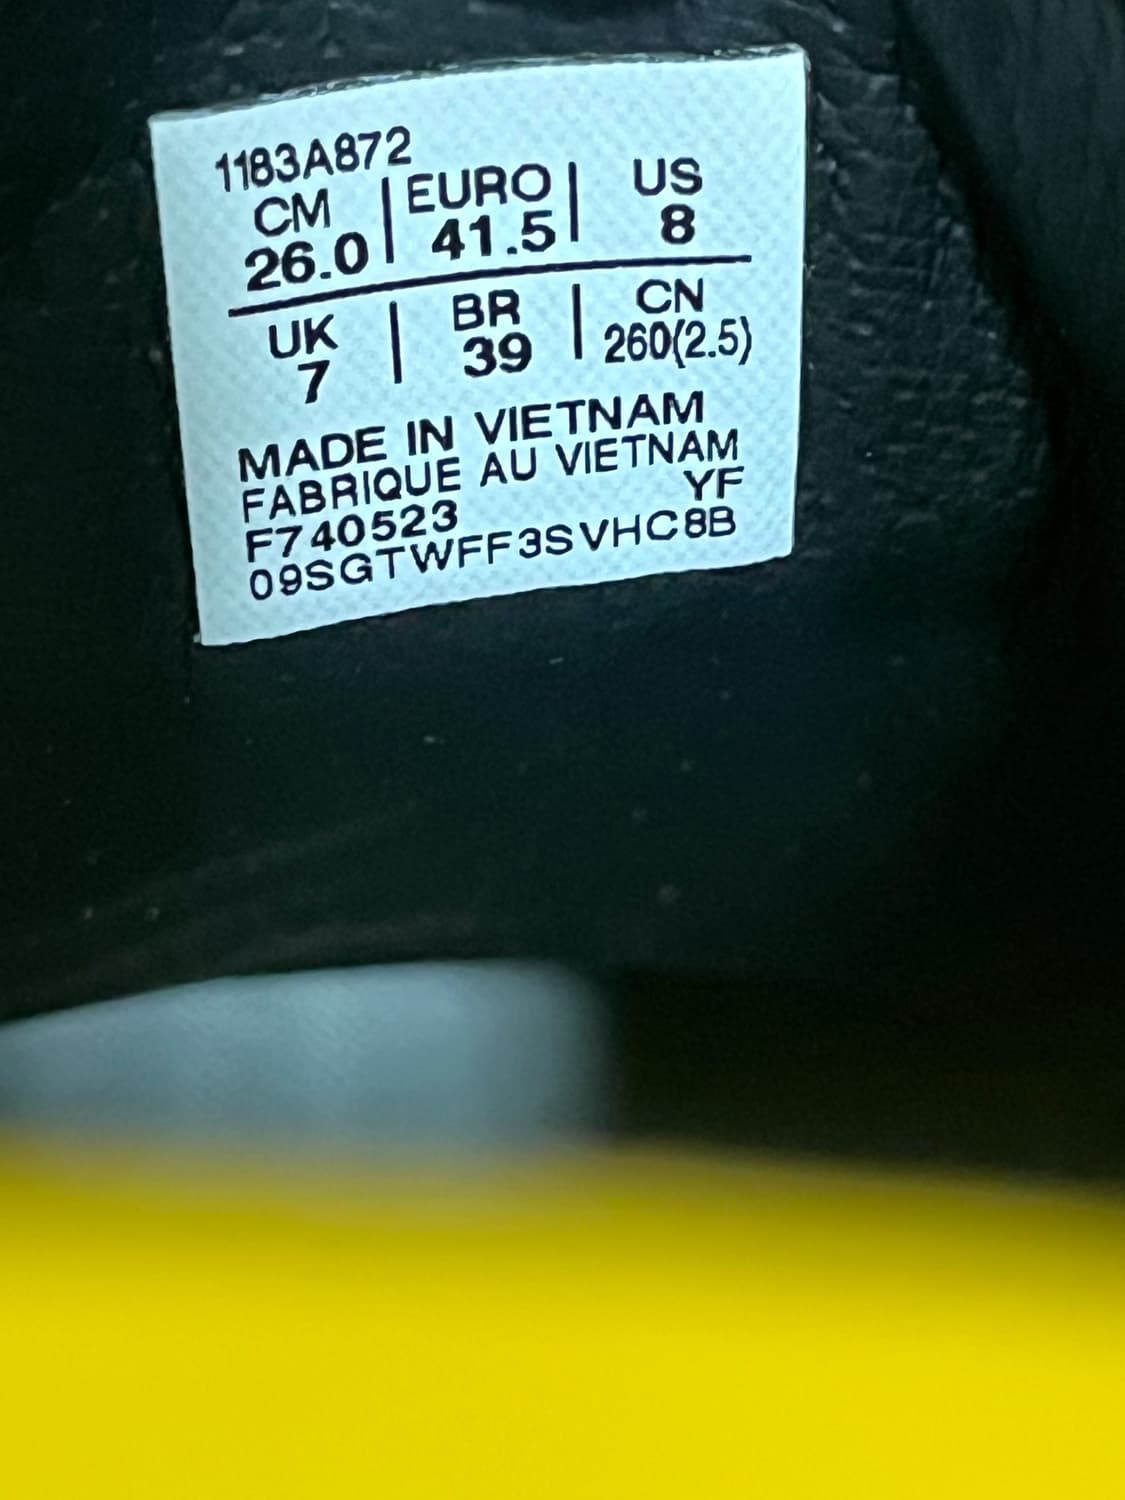 1183A872
CM | EURO | US
26.0 | 41.5 | 8
UK | BR | CN
7 | 39 | 260(2.5)
MADE IN VIETNAM
FABRIQUE AU VIETNAM
F740523 YF
09SGTWFF3SVHC8B